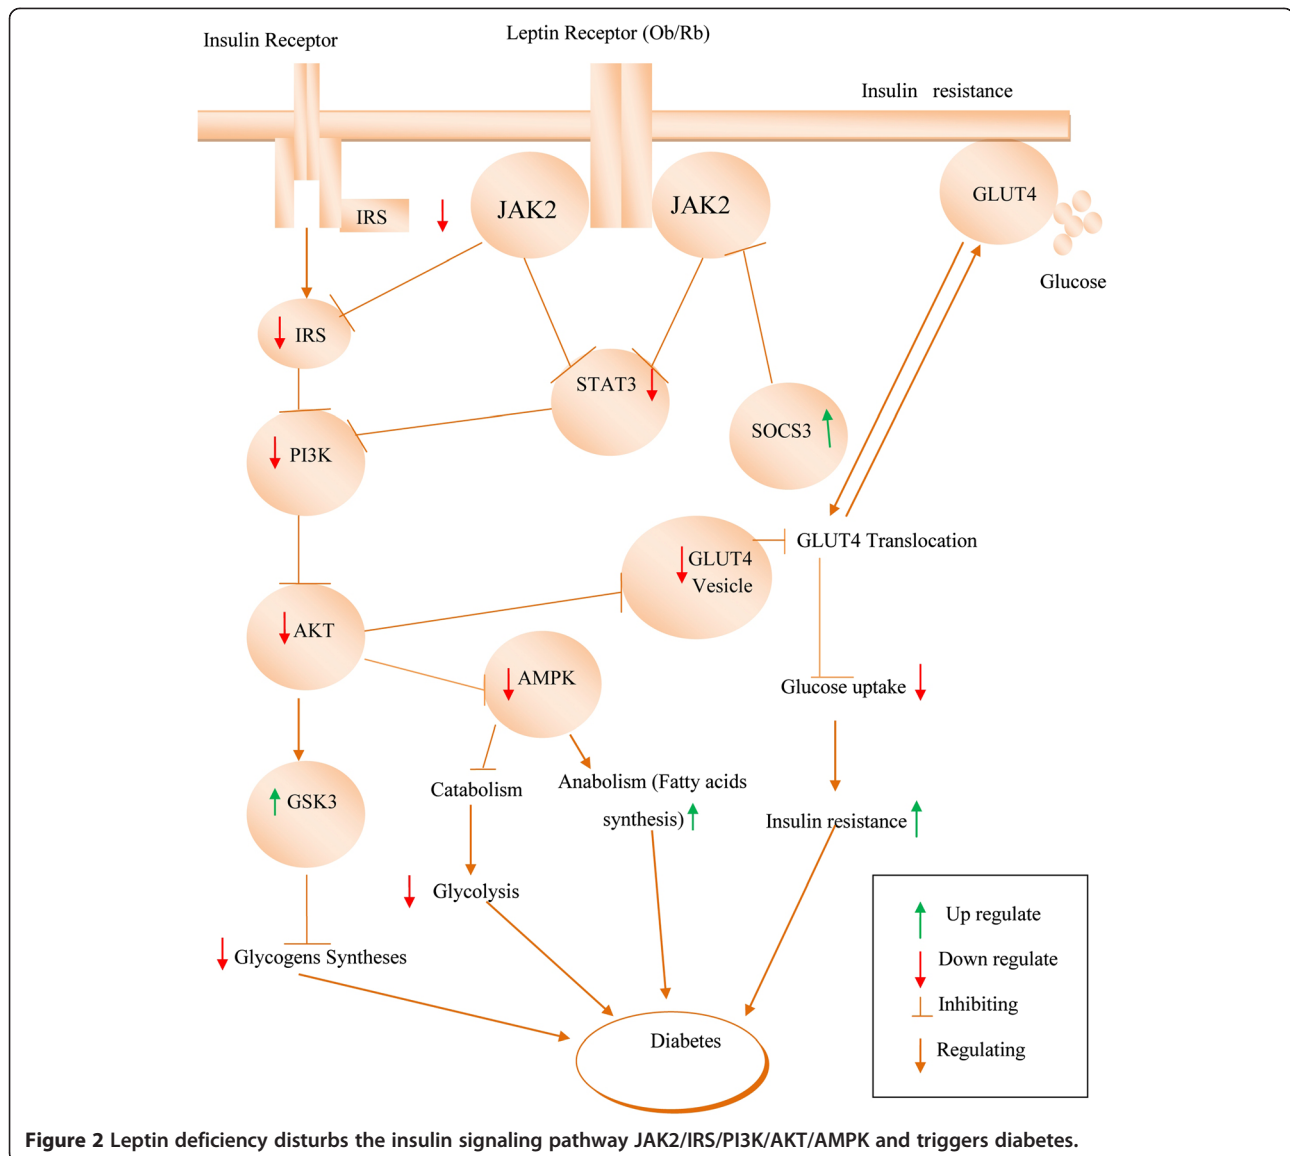 Insulin Receptor
Leptin Receptor (Ob/Rb)
Insulin resistance
IRS
JAK2
JAK2
GLUT4
Glucose
IRS
STAT3
SOCS3
PI3K
GLUT4
Vesicle
GLUT4 Translocation
AKT
AMPK
Glucose uptake
GSK3
Catabolism
Anabolism (Fatty acids
synthesis)
Insulin resistance
Glycolysis
Glycogens Syntheses
Diabetes
Up regulate
Down regulate
Inhibiting
Regulating
Figure 2 Leptin deficiency disturbs the insulin signaling pathway JAK2/IRS/PI3K/AKT/AMPK and triggers diabetes.